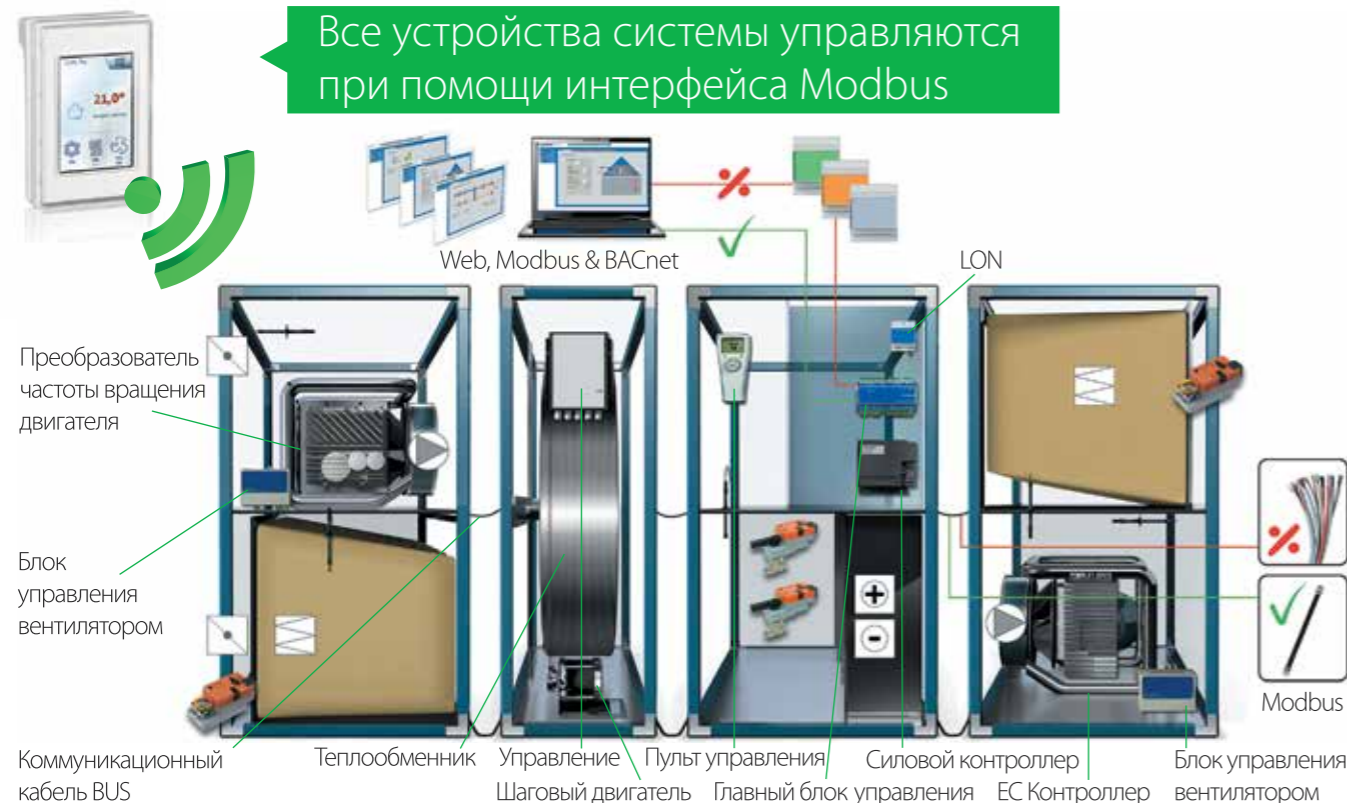 Все устройства системы управляются
при помощи интерфейса Modbus
21,0°
Web, Modbus & BACnet
LON
Преобразователь
частоты вращения
двигателя
Блок
управления
вентилятором
Modbus
Коммуникационный
кабель BUS
Теплообменник
Управление
Пульт управления
Силовой контроллер
Блок управления
вентилятором
Шаговый двигатель
Главный блок управления
ЕС Контроллер